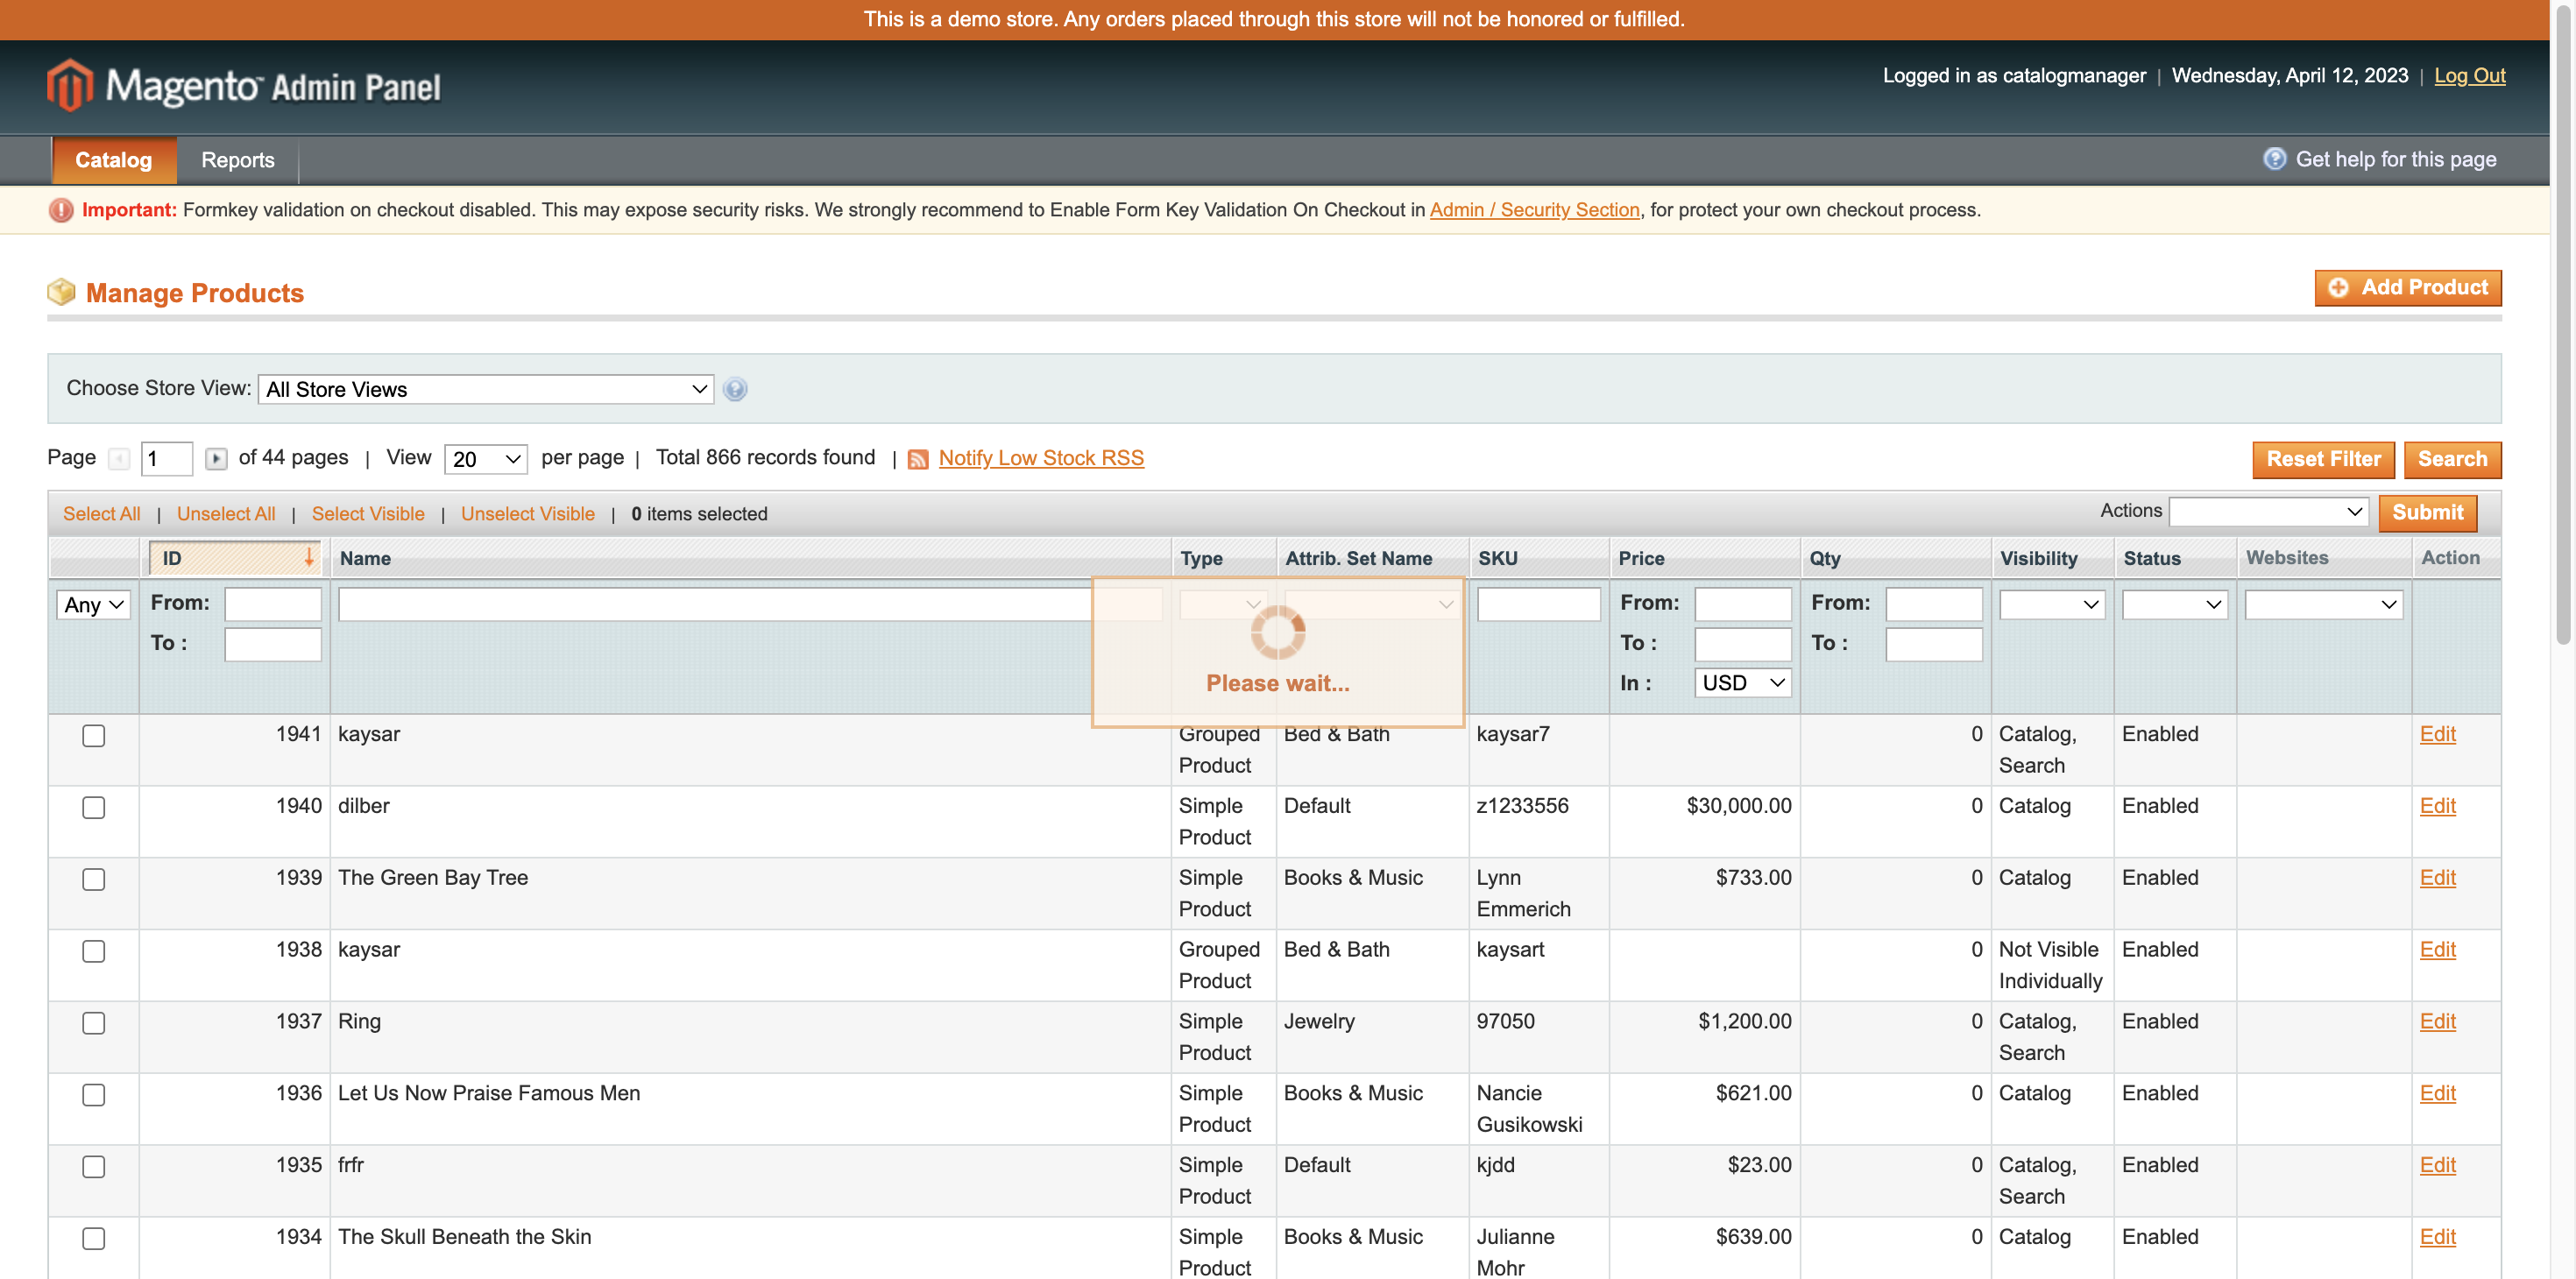 This is a demo store. Any orders placed through this store will not be honored or fulfilled.
Magento™ Admin Panel
Logged in as catalogmanager | Wednesday, April 12, 2023 | Log Out
Catalog Reports
Get help for this page
Important: Formkey validation on checkout disabled. This may expose security risks. We strongly recommend to Enable Form Key Validation On Checkout in Admin / Security Section, for protect your own checkout process.
Manage Products
Add Product
Choose Store View: All Store Views
Page 1 of 44 pages | View 20 per page | Total 866 records found | Notify Low Stock RSS
Reset Filter Search
Select All | Unselect All | Select Visible | Unselect Visible | 0 items selected
Actions Submit
ID Name Type Attrib. Set Name SKU Price Qty Visibility Status Websites Action
Any From: From: From:
To : To : To :
In : USD
Please wait...
1941 kaysar Grouped Bed & Bath kaysar7 0 Catalog, Enabled Edit
Product Search
1940 dilber Simple Default z1233556 $30,000.00 0 Catalog Enabled Edit
Product
1939 The Green Bay Tree Simple Books & Music Lynn $733.00 0 Catalog Enabled Edit
Product Emmerich
1938 kaysar Grouped Bed & Bath kaysart 0 Not Visible Enabled Edit
Product Individually
1937 Ring Simple Jewelry 97050 $1,200.00 0 Catalog, Enabled Edit
Product Search
1936 Let Us Now Praise Famous Men Simple Books & Music Nancie $621.00 0 Catalog Enabled Edit
Product Gusikowski
1935 frfr Simple Default kjdd $23.00 0 Catalog, Enabled Edit
Product Search
1934 The Skull Beneath the Skin Simple Books & Music Julianne $639.00 0 Catalog Enabled Edit
Product Mohr